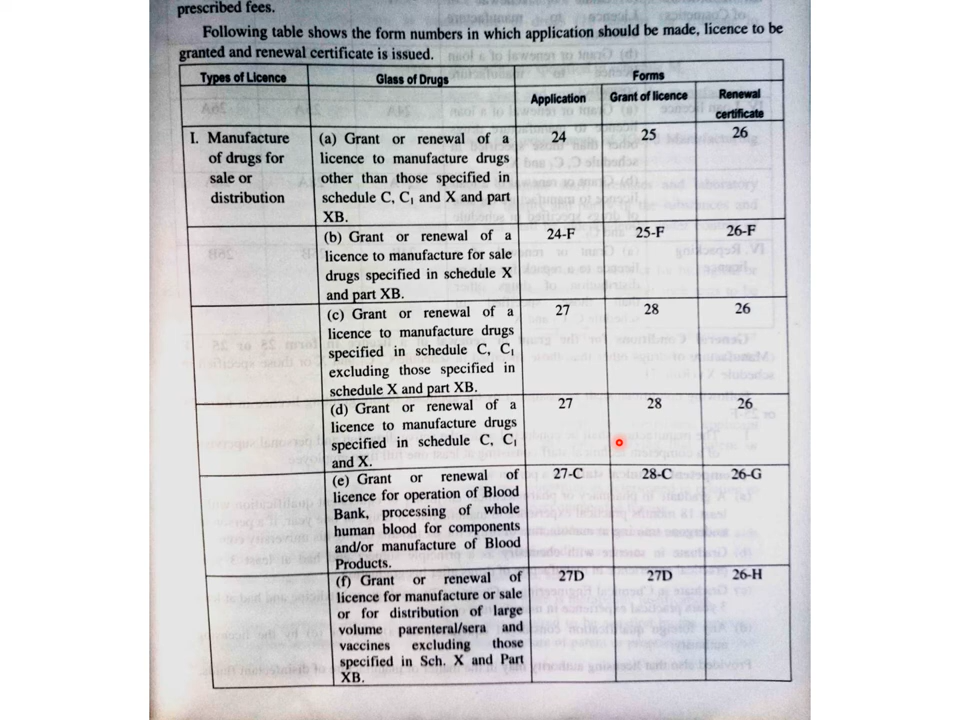 prescribed fees.
Following table shows the form numbers in which application should be made, licence to be
granted and renewal certificate is issued.
Types of Licence Glass of Drugs Forms
Application Grant of licence Renewal
certificate
I. Manufacture (a) Grant or renewal of a 24 25 26
of drugs for licence to manufacture drugs
sale or other than those specified in
distribution schedule C, C₁ and X and part
XB.
(b) Grant or renewal of a 24-F 25-F 26-F
licence to manufacture for sale
drugs specified in schedule X
and part XB.
(c) Grant or renewal of a 27 28 26
licence to manufacture drugs
specified in schedule C, C₁
excluding those specified in
schedule X and part XB.
(d) Grant or renewal of a 27 28 26
licence to manufacture drugs
specified in schedule C, C₁
and X.
(e) Grant or renewal of 27-C 28-C 26-G
licence for operation of Blood
Bank, processing of whole
human blood for components
and/or manufacture of Blood
Products.
(f) Grant or renewal of 27D 27D 26-H
licence for manufacture or sale
or for distribution of large
volume parenteral/sera and
vaccines excluding those
specified in Sch. X and Part
XB.